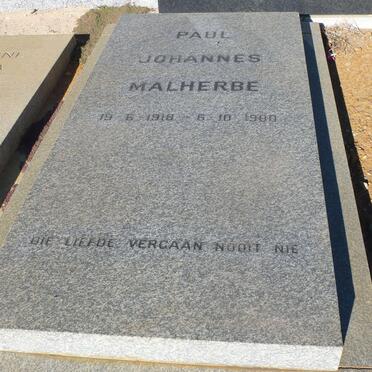 PAUL
JOHANNES
MALHERBE
19 6 1918 - 6 10 1980
DIE LIEFDE VERGAAN NOOIT NIE